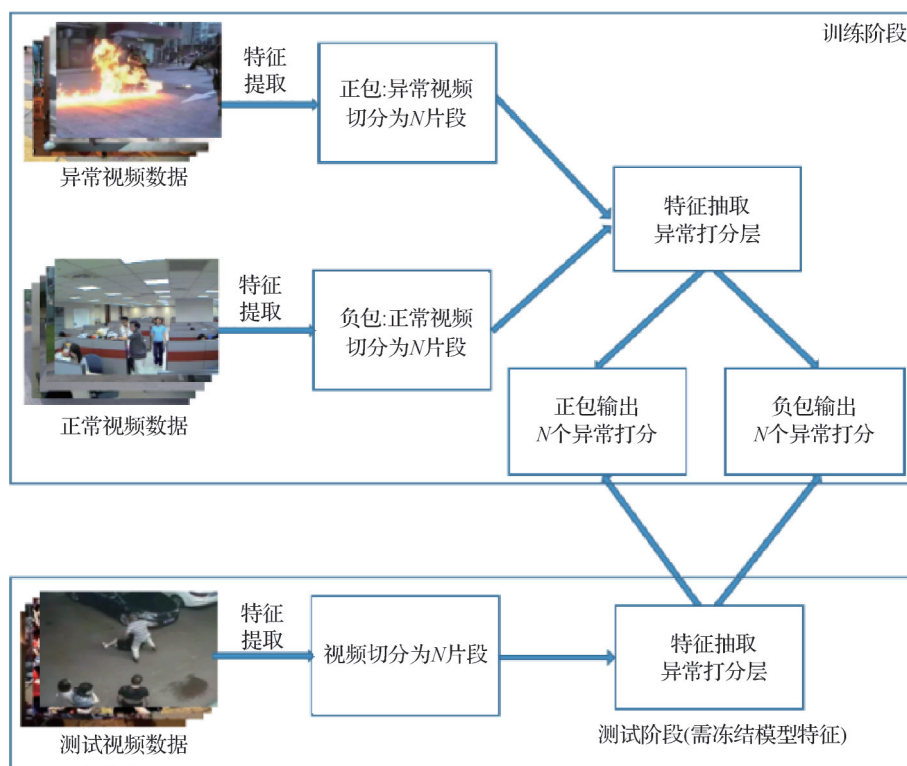 训练阶段
特征
提取
正包:异常视频
切分为N片段
异常视频数据
特征抽取
异常打分层
特征
提取
负包:正常视频
切分为N片段
正常视频数据
正包输出
N个异常打分
负包输出
N个异常打分
特征
提取
视频切分为N片段
特征抽取
异常打分层
测试视频数据
测试阶段(需冻结模型特征)